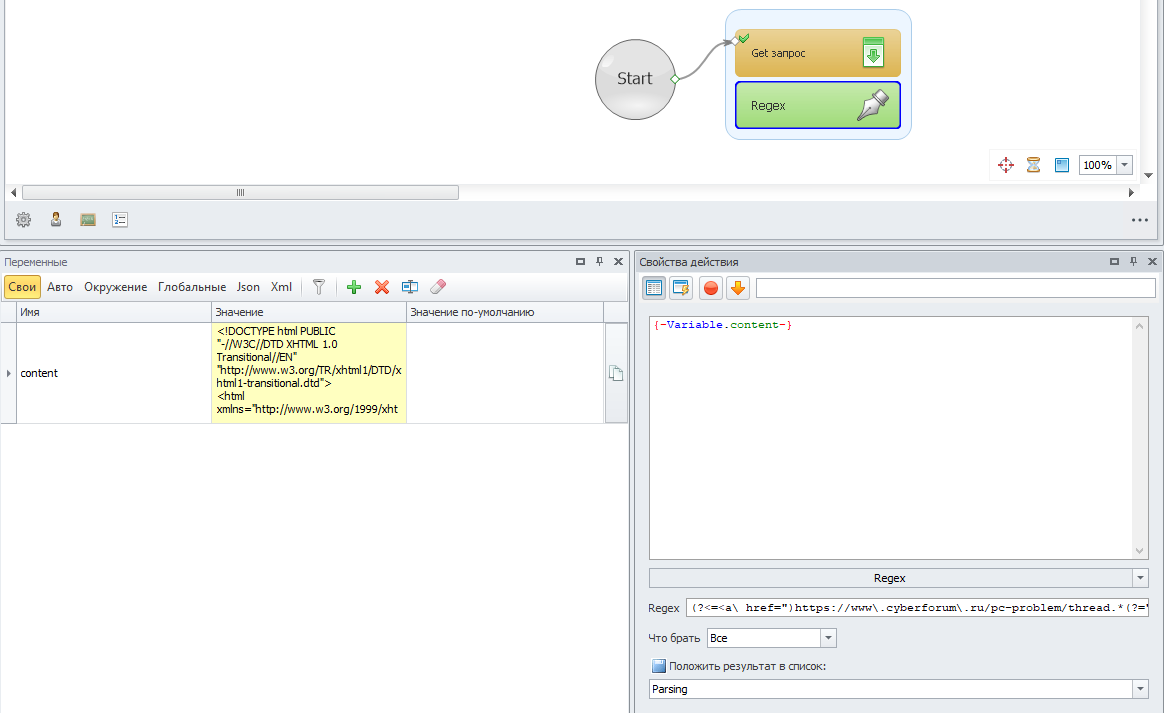 Start
Get запрос
Regex
100%
Переменные
Свои Авто Окружение Глобальные Json Xml
Имя Значение Значение по-умолчанию
content
<!DOCTYPE html PUBLIC
"-//W3C//DTD XHTML 1.0
Transitional//EN"
"http://www.w3.org/TR/xhtml1/DTD/x
html1-transitional.dtd">
<html
xmlns="http://www.w3.org/1999/xht
Свойства действия
{-Variable.content-}
Regex
Regex (?<=<a\ href=")https://www\.cyberforum\.ru/pc-problem/thread.*(?="
Что брать Все
Положить результат в список:
Parsing